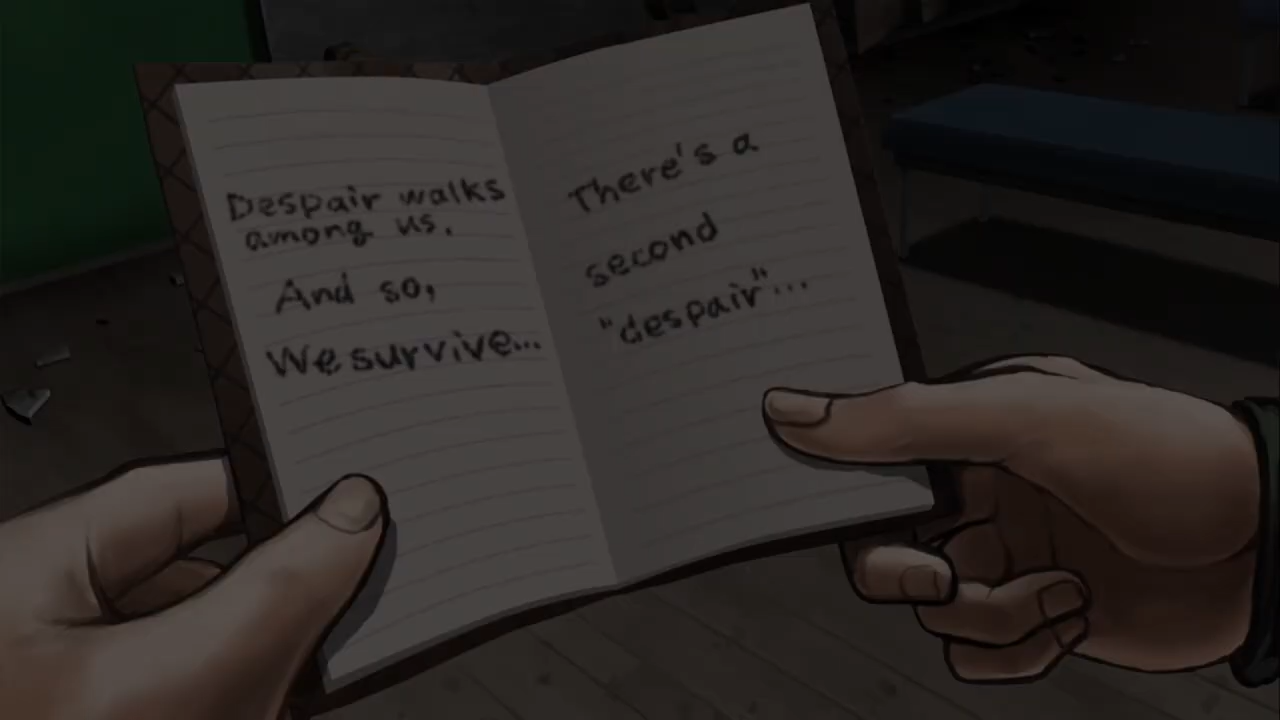 Despair walks
among us.
And so,
We survive...
There's a
second
"despair"...